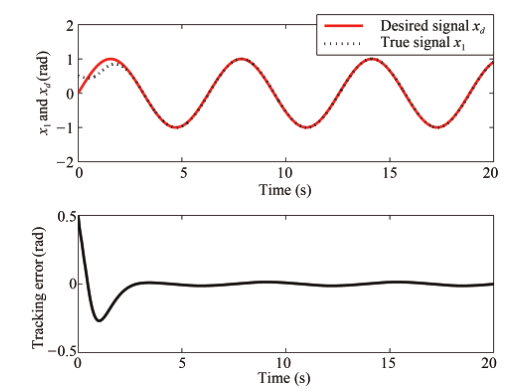 Desired signal x_d
True signal x_1
x_1 and x_d (rad)
2
1
0
−1
−2
0 5 10 15 20
Time (s)
Tracking error (rad)
0.5
0
−0.5
0 5 10 15 20
Time (s)